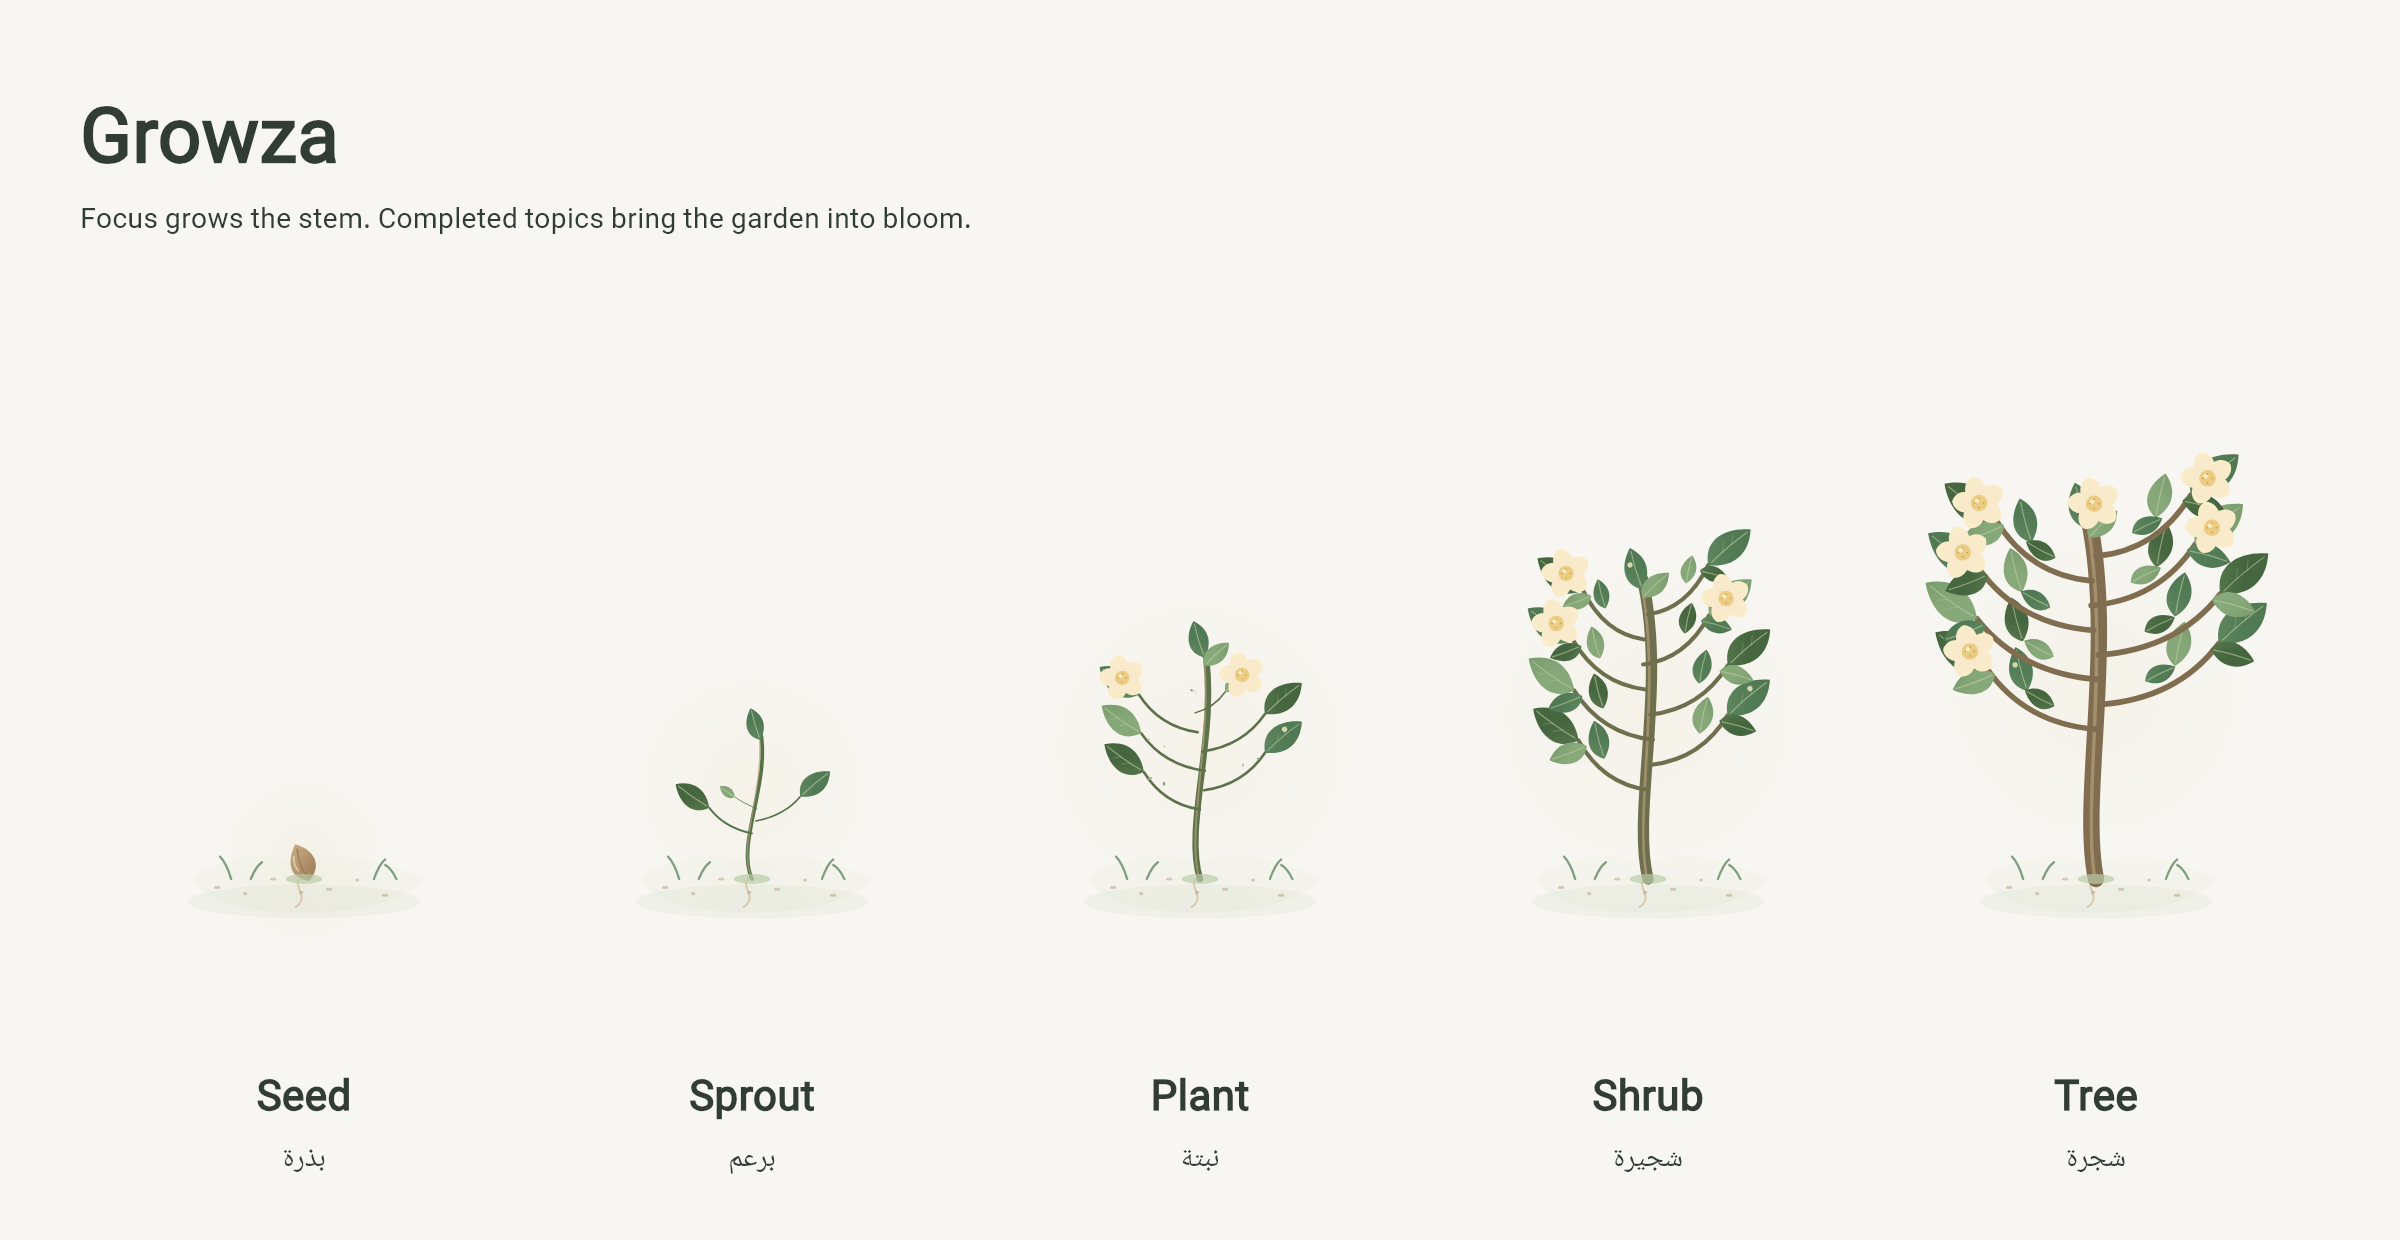 Growza
Focus grows the stem. Completed topics bring the garden into bloom.
Seed
بذرة
Sprout
برعم
Plant
نبتة
Shrub
شجيرة
Tree
شجرة